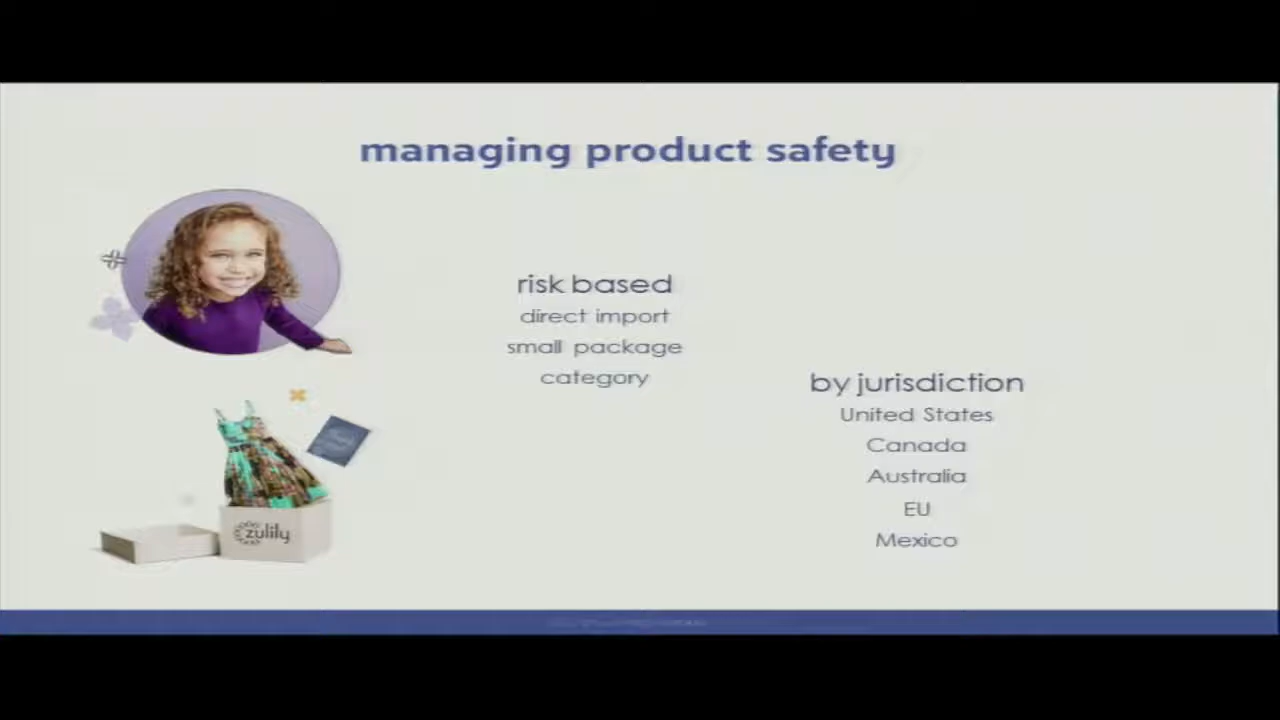 managing product safety
risk based
direct import
small package
category
by jurisdiction
United States
Canada
Australia
EU
Mexico
zulily